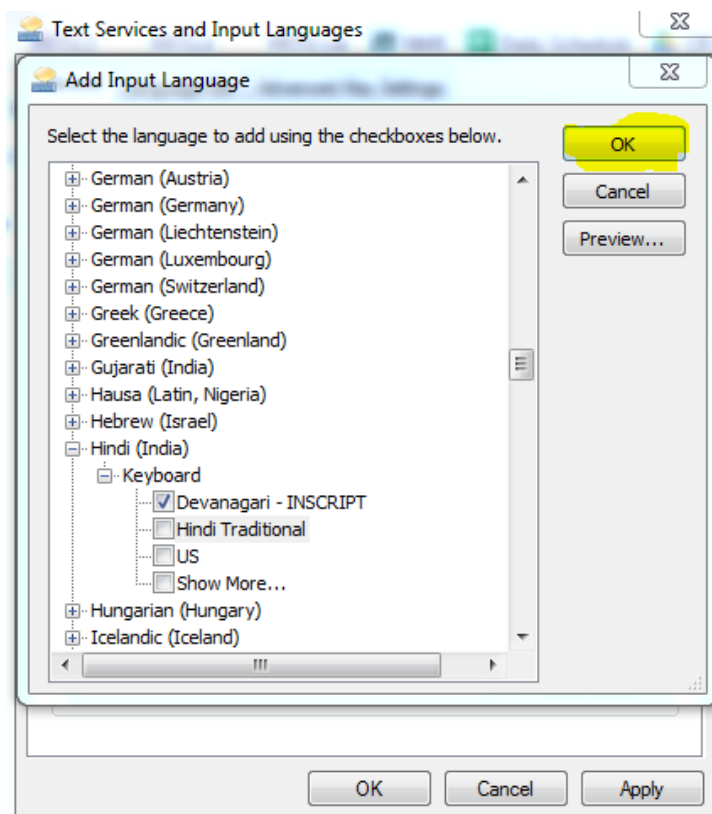 Text Services and Input Languages
Add Input Language
Select the language to add using the checkboxes below.
OK
Cancel
Preview...
German (Austria)
German (Germany)
German (Liechtenstein)
German (Luxembourg)
German (Switzerland)
Greek (Greece)
Greenlandic (Greenland)
Gujarati (India)
Hausa (Latin, Nigeria)
Hebrew (Israel)
Hindi (India)
Keyboard
Devanagari - INSCRIPT
Hindi Traditional
US
Show More...
Hungarian (Hungary)
Icelandic (Iceland)
OK Cancel Apply